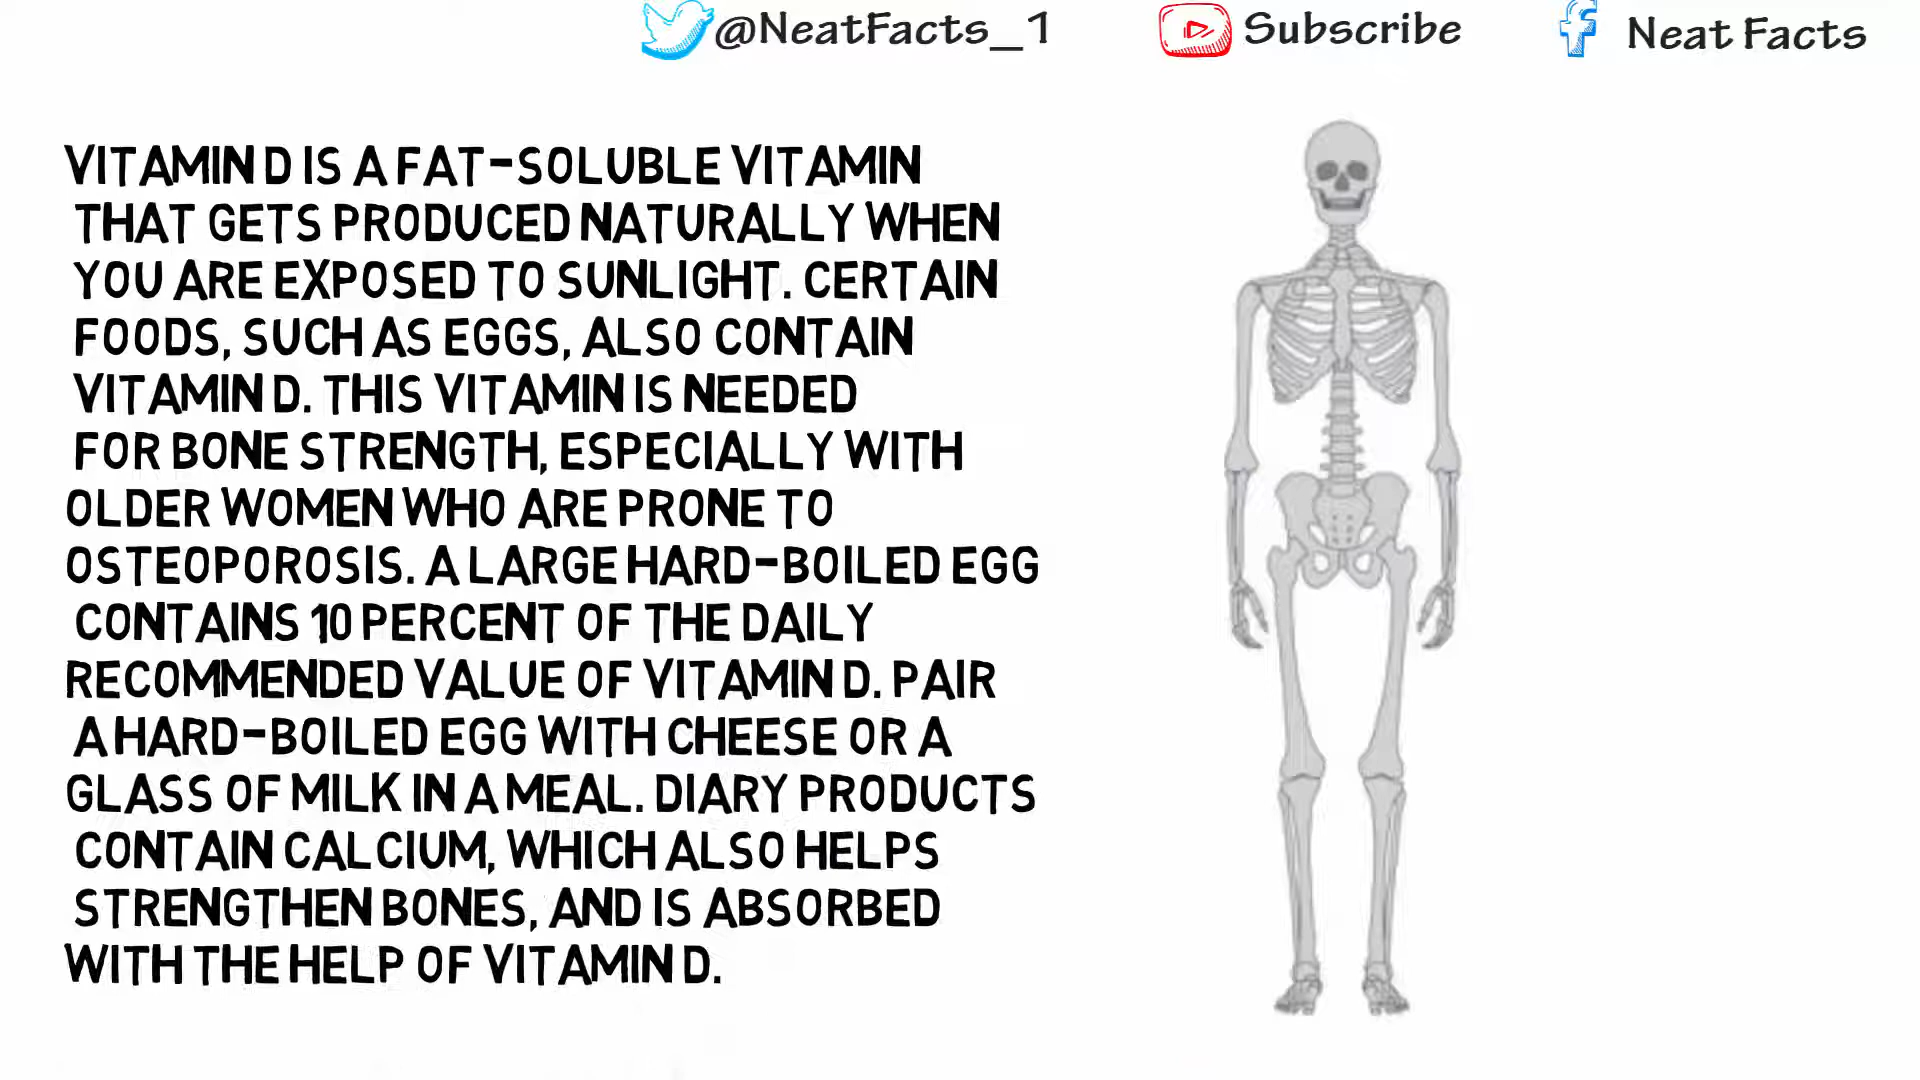 @NeatFacts_1 Subscribe Neat Facts
VITAMIN D IS A FAT-SOLUBLE VITAMIN
THAT GETS PRODUCED NATURALLY WHEN
YOU ARE EXPOSED TO SUNLIGHT. CERTAIN
FOODS, SUCH AS EGGS, ALSO CONTAIN
VITAMIN D. THIS VITAMIN IS NEEDED
FOR BONE STRENGTH, ESPECIALLY WITH
OLDER WOMEN WHO ARE PRONE TO
OSTEOPOROSIS. A LARGE HARD-BOILED EGG
CONTAINS 10 PERCENT OF THE DAILY
RECOMMENDED VALUE OF VITAMIN D. PAIR
A HARD-BOILED EGG WITH CHEESE OR A
GLASS OF MILK IN A MEAL. DIARY PRODUCTS
CONTAIN CALCIUM, WHICH ALSO HELPS
STRENGTHEN BONES, AND IS ABSORBED
WITH THE HELP OF VITAMIN D.